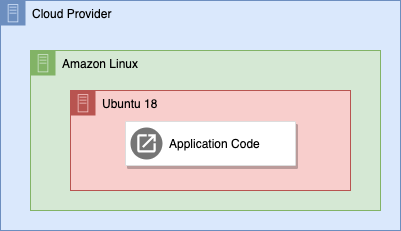 Cloud Provider
Amazon Linux
Ubuntu 18
Application Code